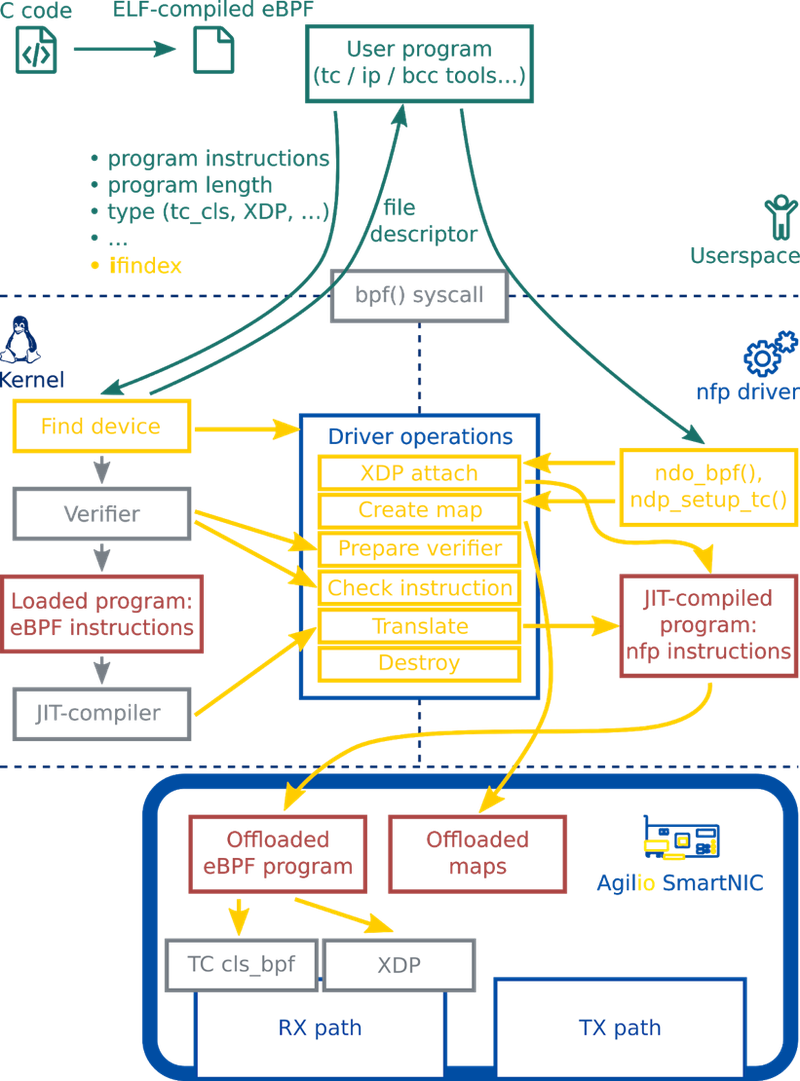 C code
ELF-compiled eBPF
User program
(tc / ip / bcc tools…)
• program instructions
• program length
• type (tc_cls, XDP, …)
• …
• ifindex
file
descriptor
Userspace
bpf() syscall
Kernel
nfp driver
Find device
Verifier
Loaded program:
eBPF instructions
JIT-compiler
Driver operations
XDP attach
Create map
Prepare verifier
Check instruction
Translate
Destroy
ndo_bpf(),
ndp_setup_tc()
JIT-compiled
program:
nfp instructions
Offloaded
eBPF program
Offloaded
maps
Agilio SmartNIC
TC cls_bpf
XDP
RX path
TX path